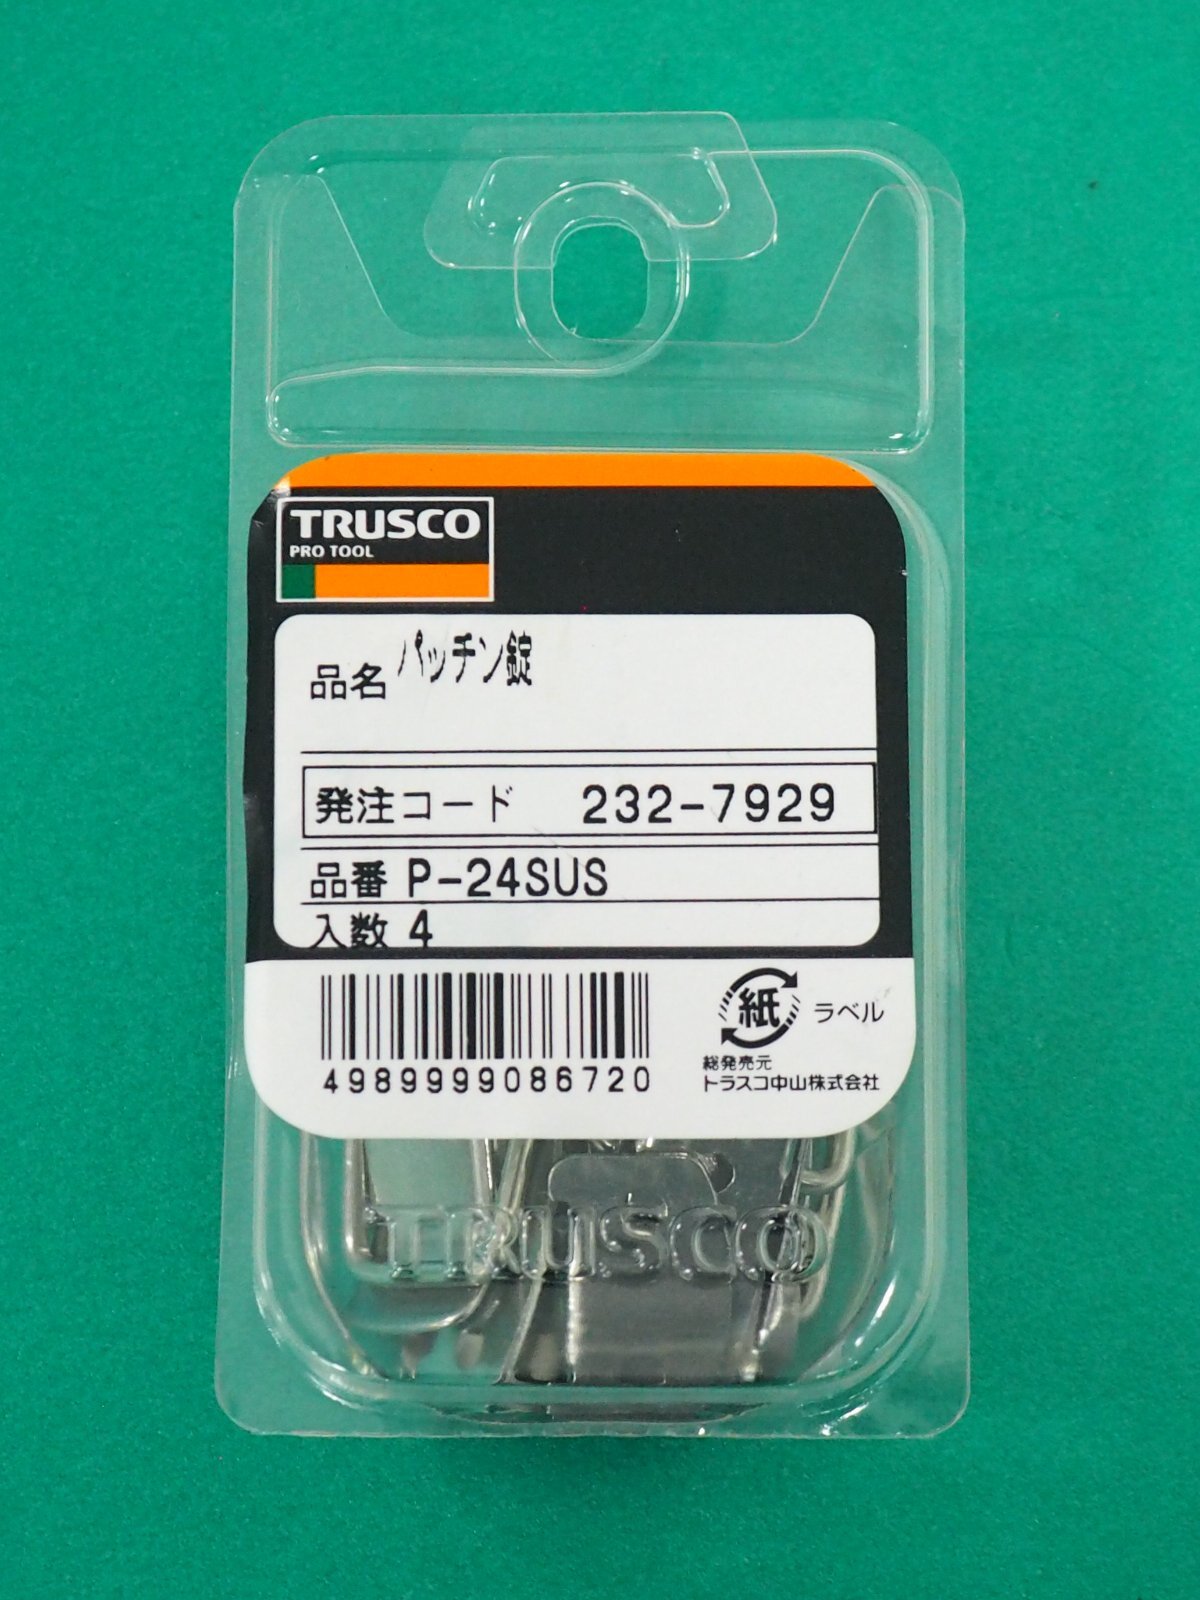 TRUSCO
PRO TOOL
品名 パッチン錠
発注コード 232-7929
品番 P-24SUS
入数 4
4989999086720
紙 ラベル
総発売元
トラスコ中山株式会社
TRUSCO